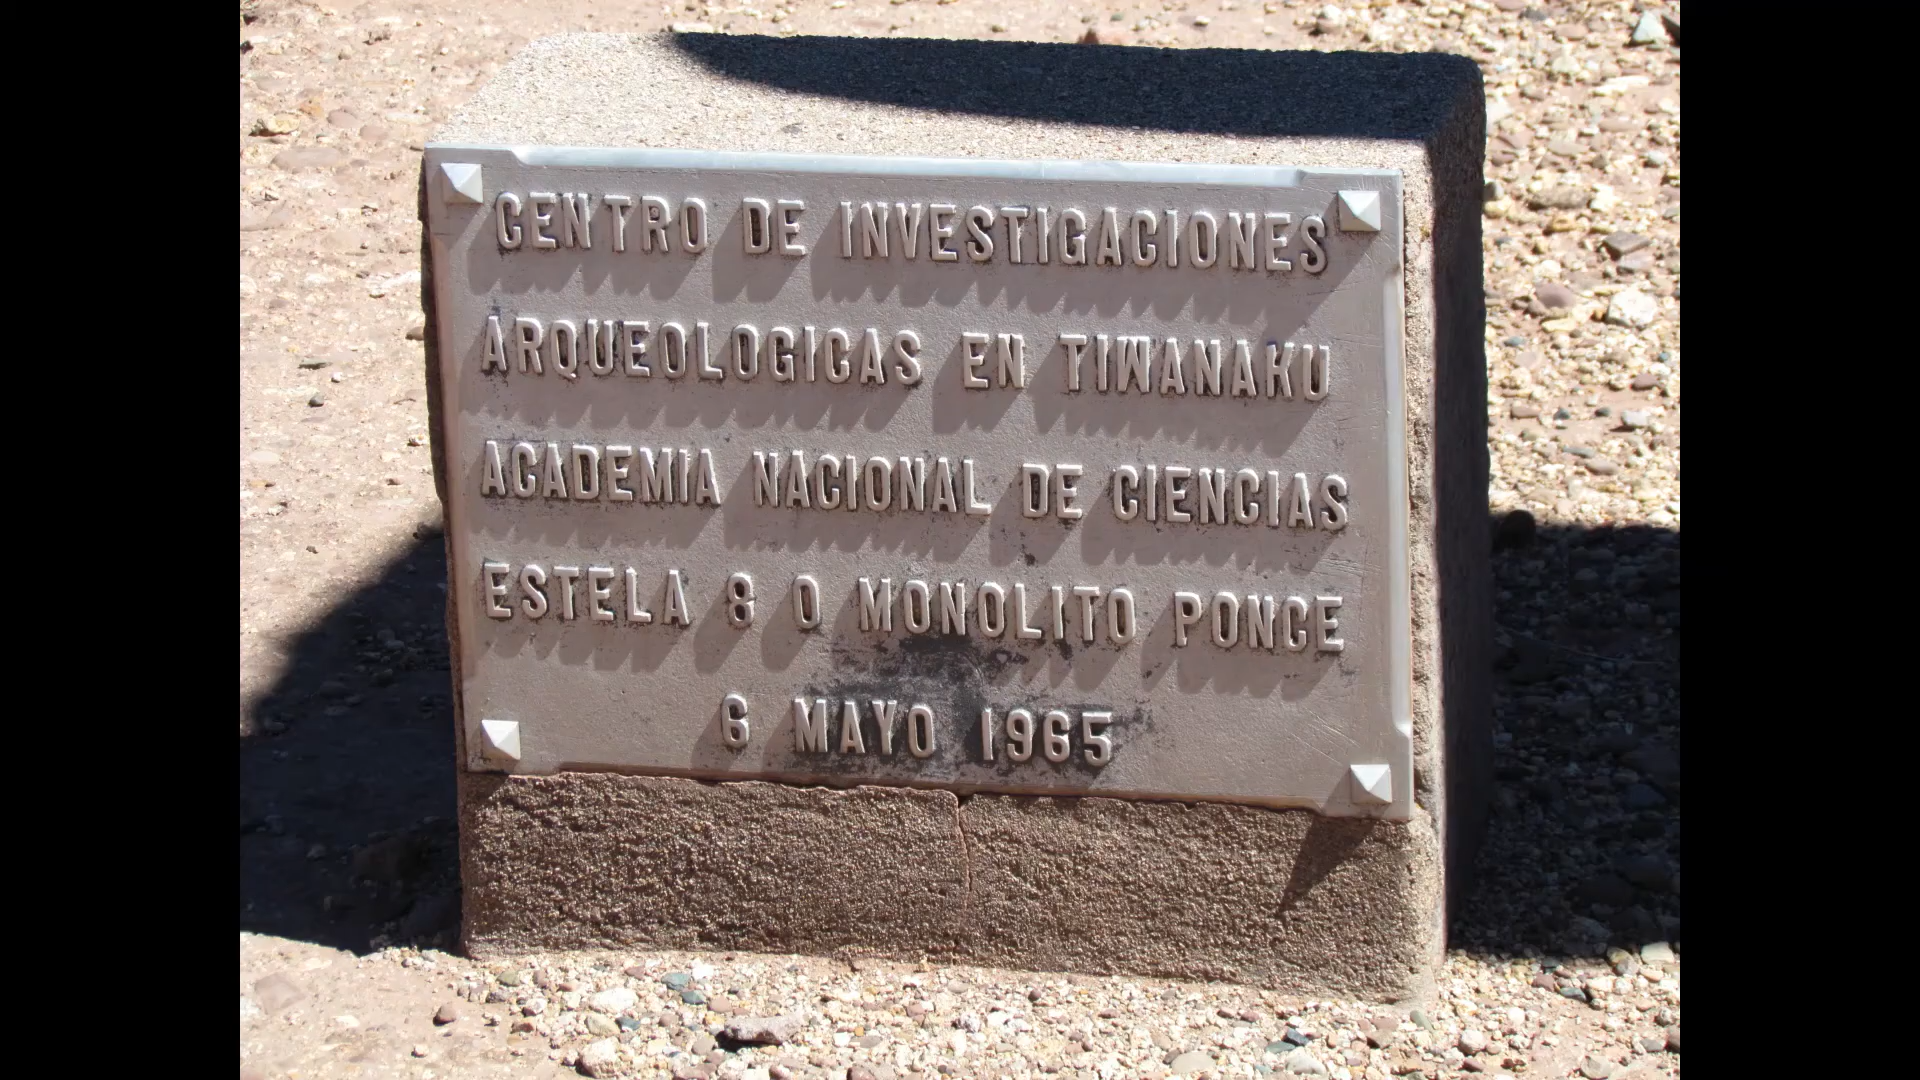 CENTRO DE INVESTIGACIONES
ARQUEOLOGICAS EN TIWANAKU
ACADEMIA NACIONAL DE CIENCIAS
ESTELA 8 O MONOLITO PONCE
6 MAYO 1965